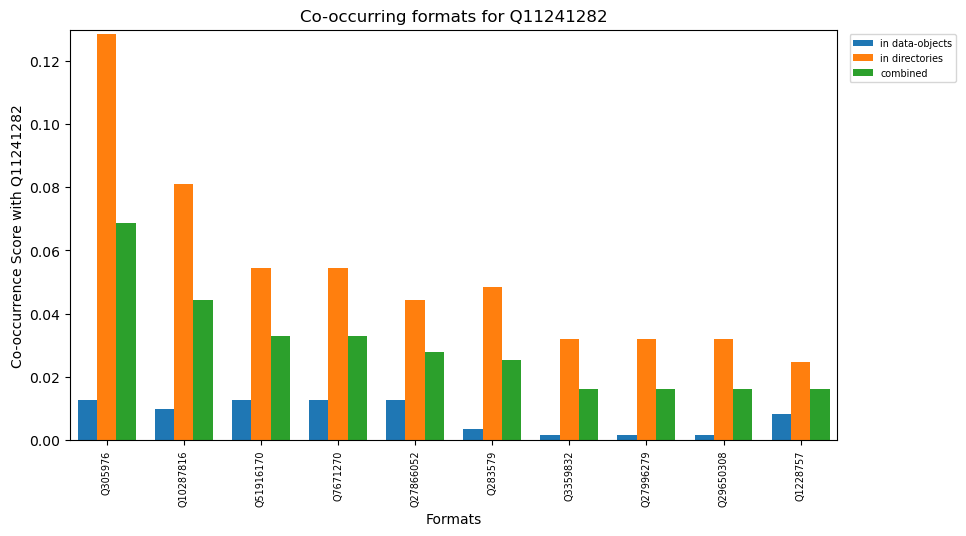 Co-occurring formats for Q11241282
in data-objects
in directories
combined
Co-occurrence Score with Q11241282
0.12
0.10
0.08
0.06
0.04
0.02
0.00
Q305976
Q10287816
Q51916170
Q7671270
Q27866052
Q283579
Q3359832
Q27996279
Q29650308
Q1228757
Formats